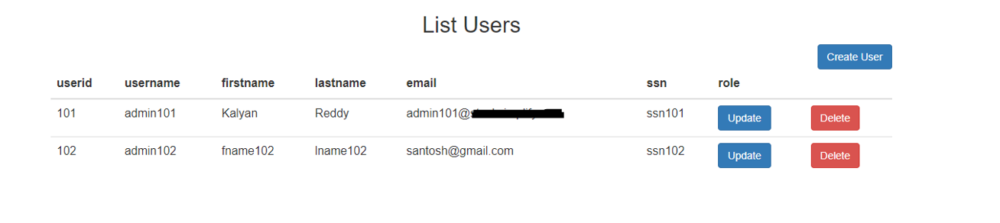 List Users
Create User
userid username firstname lastname email ssn role
101 admin101 Kalyan Reddy admin101@ ssn101 Update Delete
102 admin102 fname102 lname102 santosh@gmail.com ssn102 Update Delete